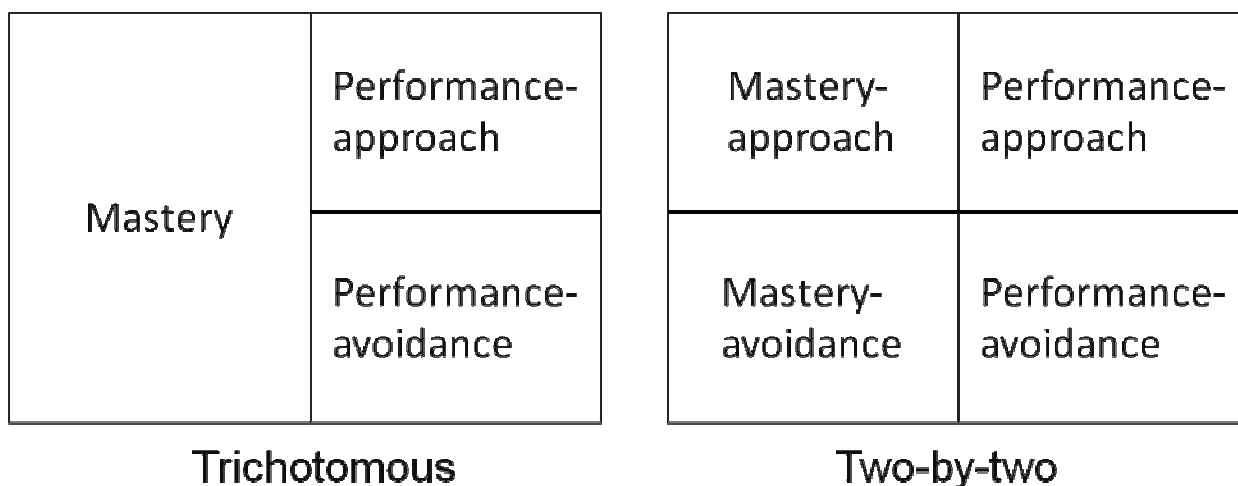 Mastery
Performance-
approach
Performance-
avoidance
Trichotomous
Mastery-
approach
Performance-
approach
Mastery-
avoidance
Performance-
avoidance
Two-by-two